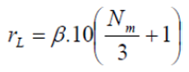 r_L = β.10(N_m/3 + 1)